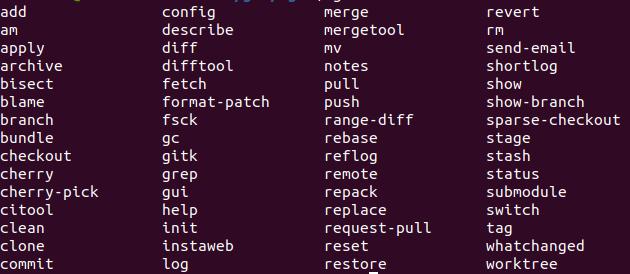 add config merge revert
am describe mergetool rm
apply diff mv send-email
archive difftool notes shortlog
bisect fetch pull show
blame format-patch push show-branch
branch fsck range-diff sparse-checkout
bundle gc rebase stage
checkout gitk reflog stash
cherry grep remote status
cherry-pick gui repack submodule
citool help replace switch
clean init request-pull tag
clone instaweb reset whatchanged
commit log restore worktree